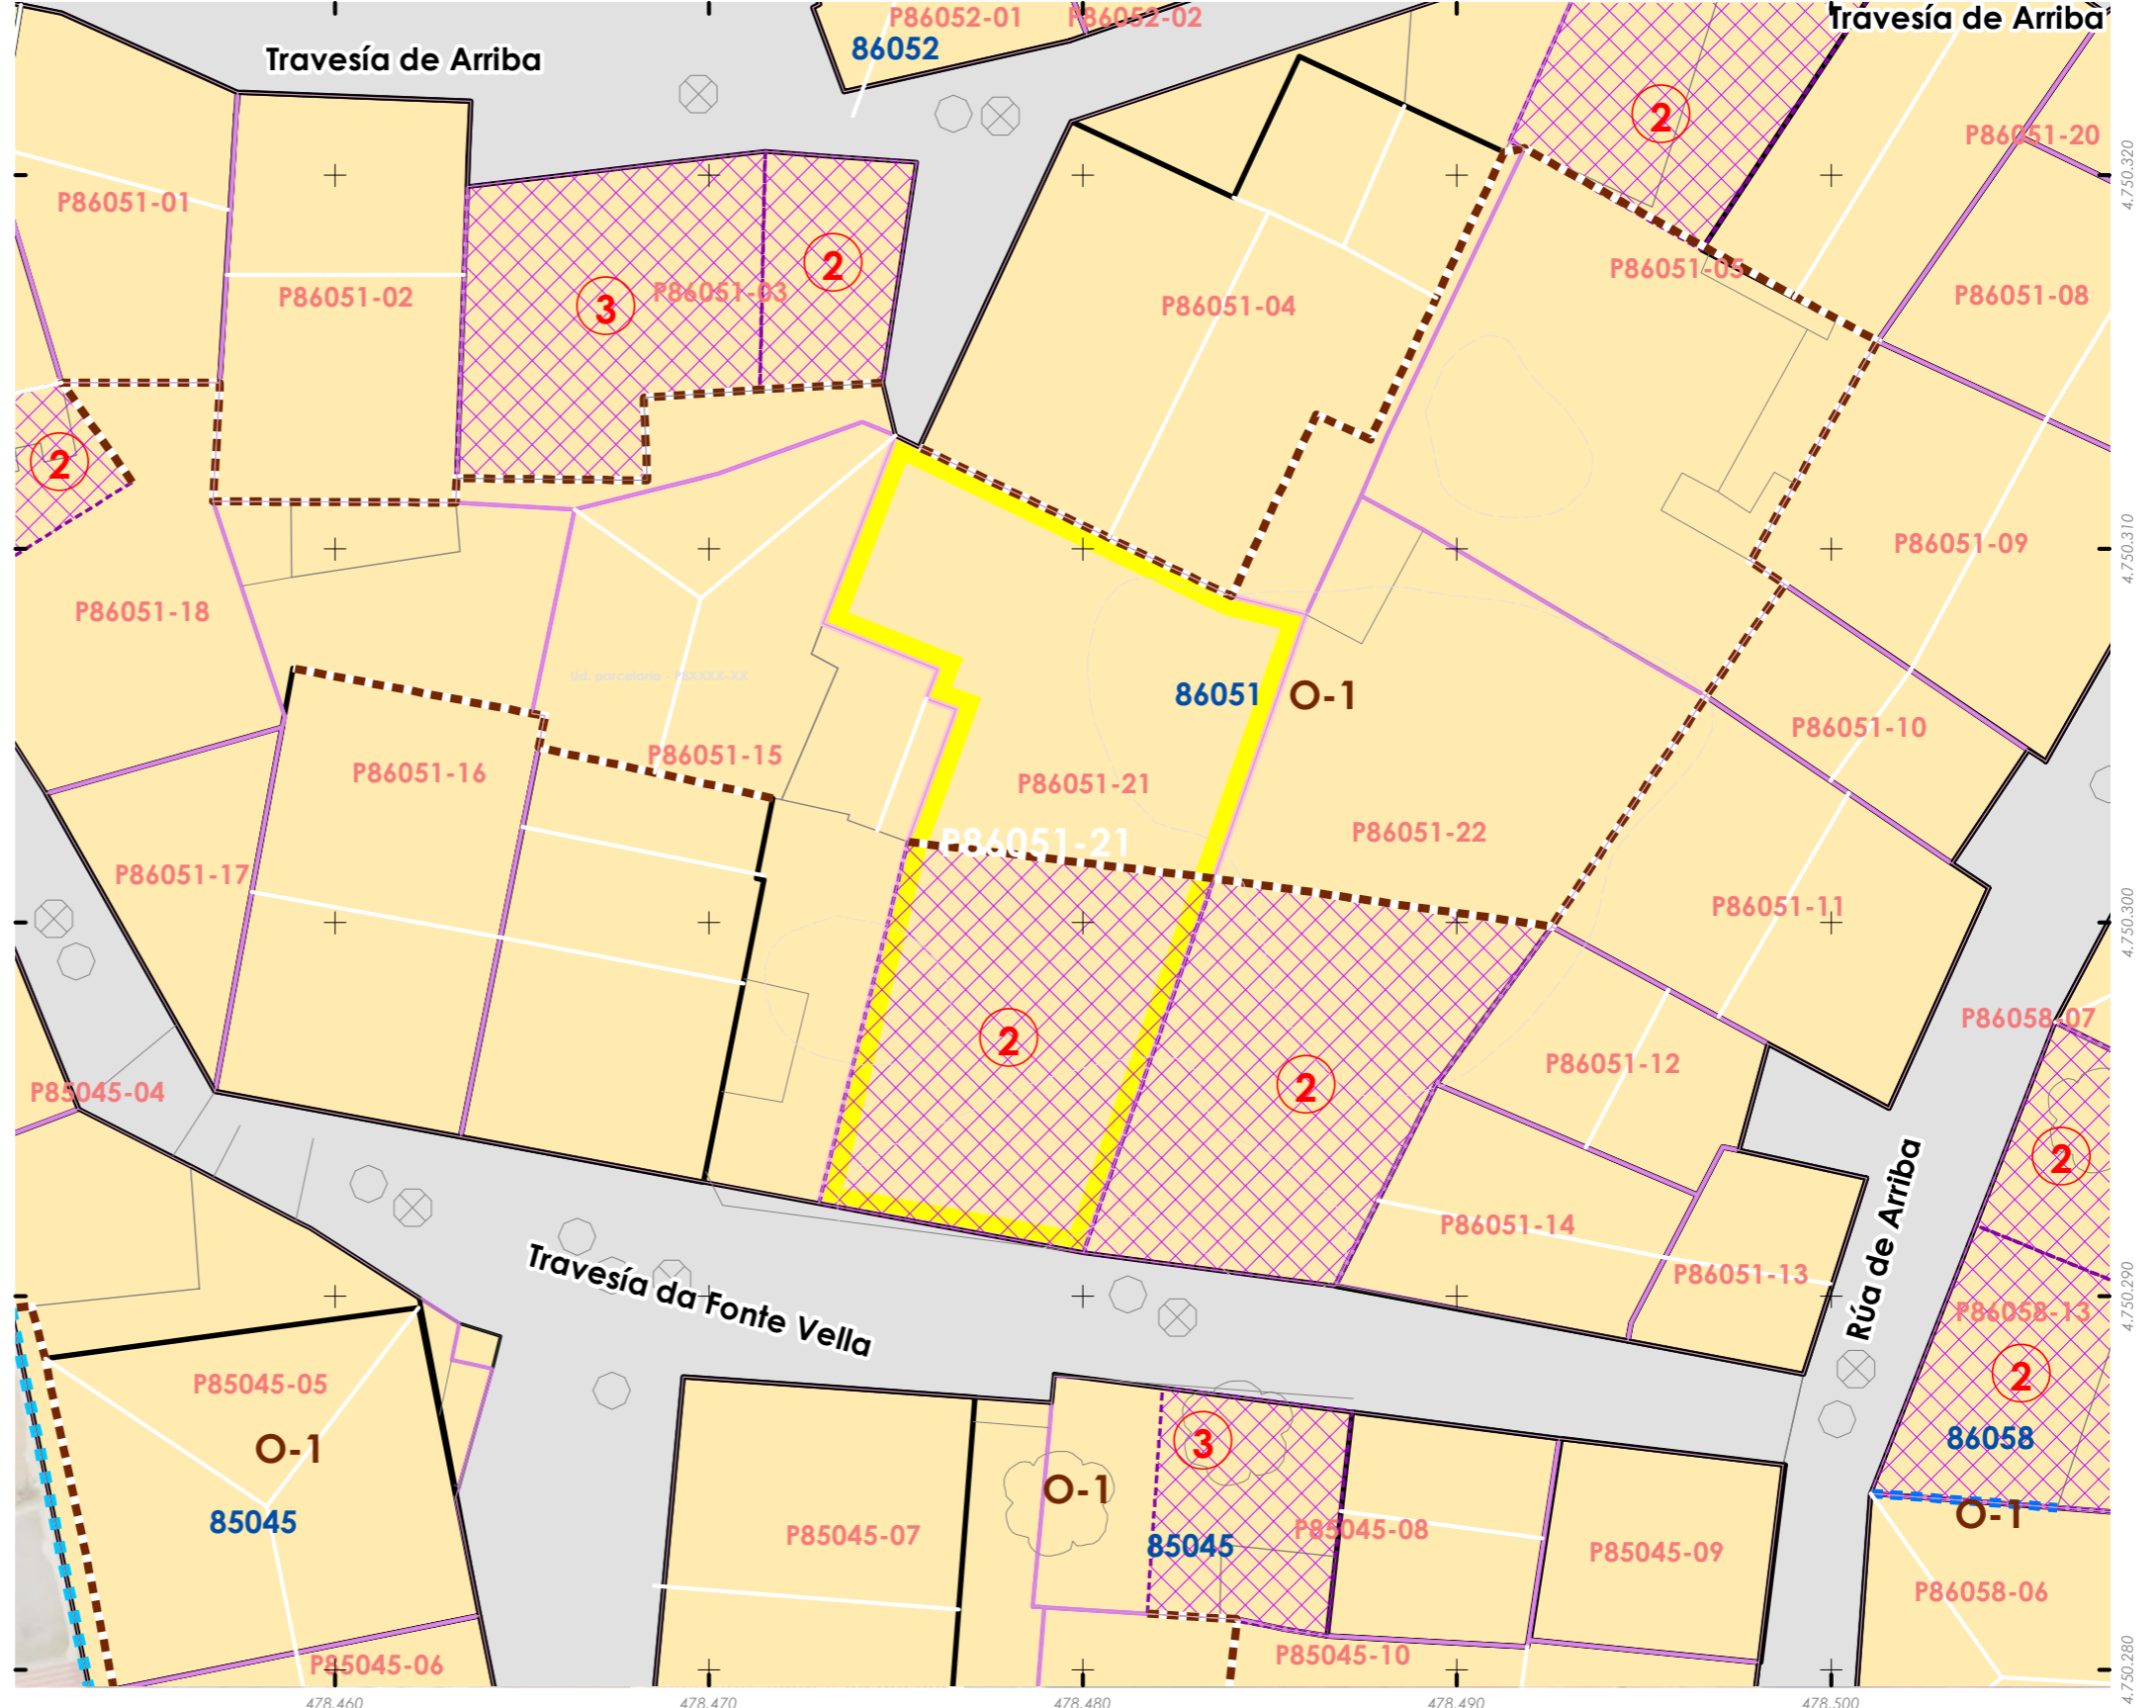 P86052-01
P86052-02
86052
Travesía de Arriba
Travesía de Arriba
2
P86051-20
4.750.320
P86051-01
P86051-02
3
P86051-03
2
P86051-04
P86051-05
P86051-08
2
4.750.310
P86051-09
P86051-18
Ud. parcelaria - PXXXXX-XX
86051
O-1
P86051-10
P86051-15
P86051-16
P86051-21
P86051-21
P86051-22
P86051-17
P86051-11
4.750.300
P86058-07
2
2
P86051-12
P85045-04
2
Rúa de Arriba
P86051-14
P86051-13
4.750.290
Travesía da Fonte Vella
P86058-13
2
P85045-05
O-1
85045
3
O-1
86058
O-1
P85045-07
85045
P85045-08
P85045-09
P86058-06
P85045-06
P85045-10
4.750.280
478.460
478.470
478.480
478.490
478.500